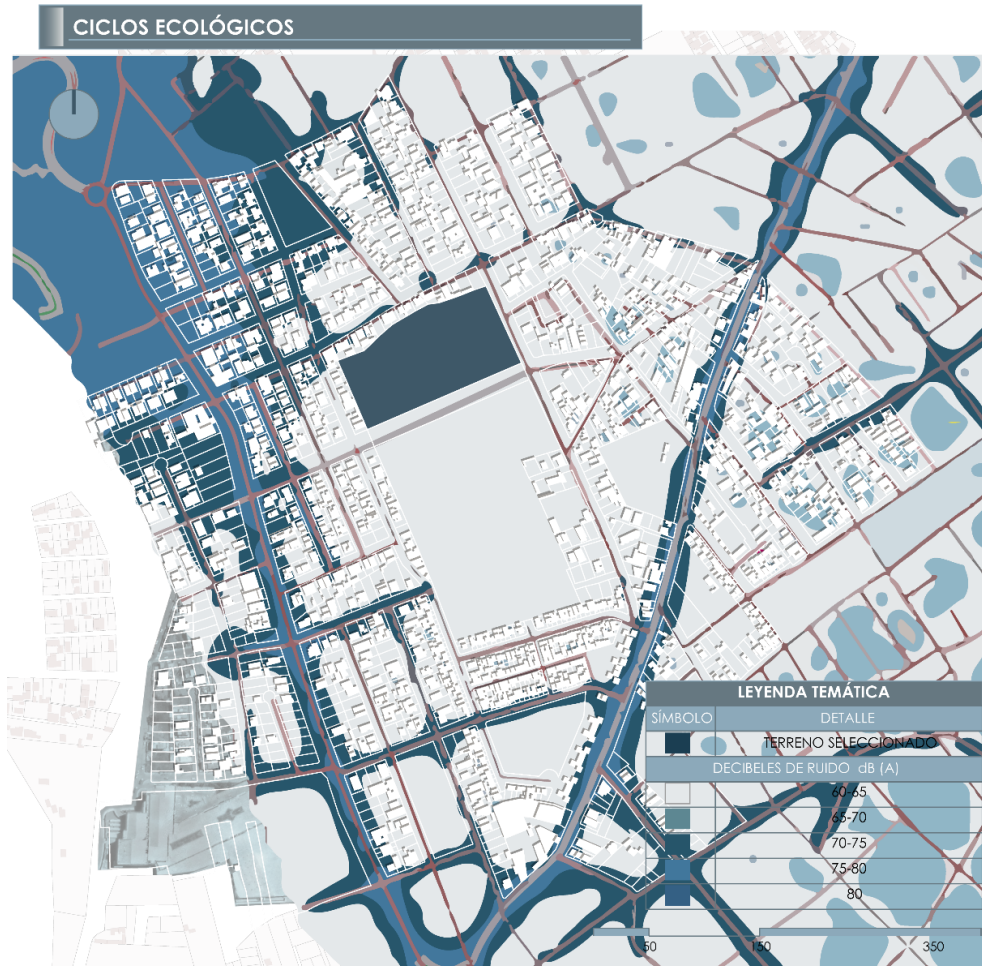 CICLOS ECOLÓGICOS
LEYENDA TEMÁTICA
SÍMBOLO DETALLE
TERRENO SELECCIONADO
DECIBELES DE RUIDO dB (A)
60-65
65-70
70-75
75-80
80
50 150 350